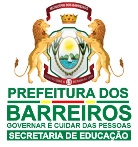 PREFEITURA DOS
BARREIROS
GOVERNAR É CUIDAR DAS PESSOAS
SECRETARIA DE EDUCAÇÃO